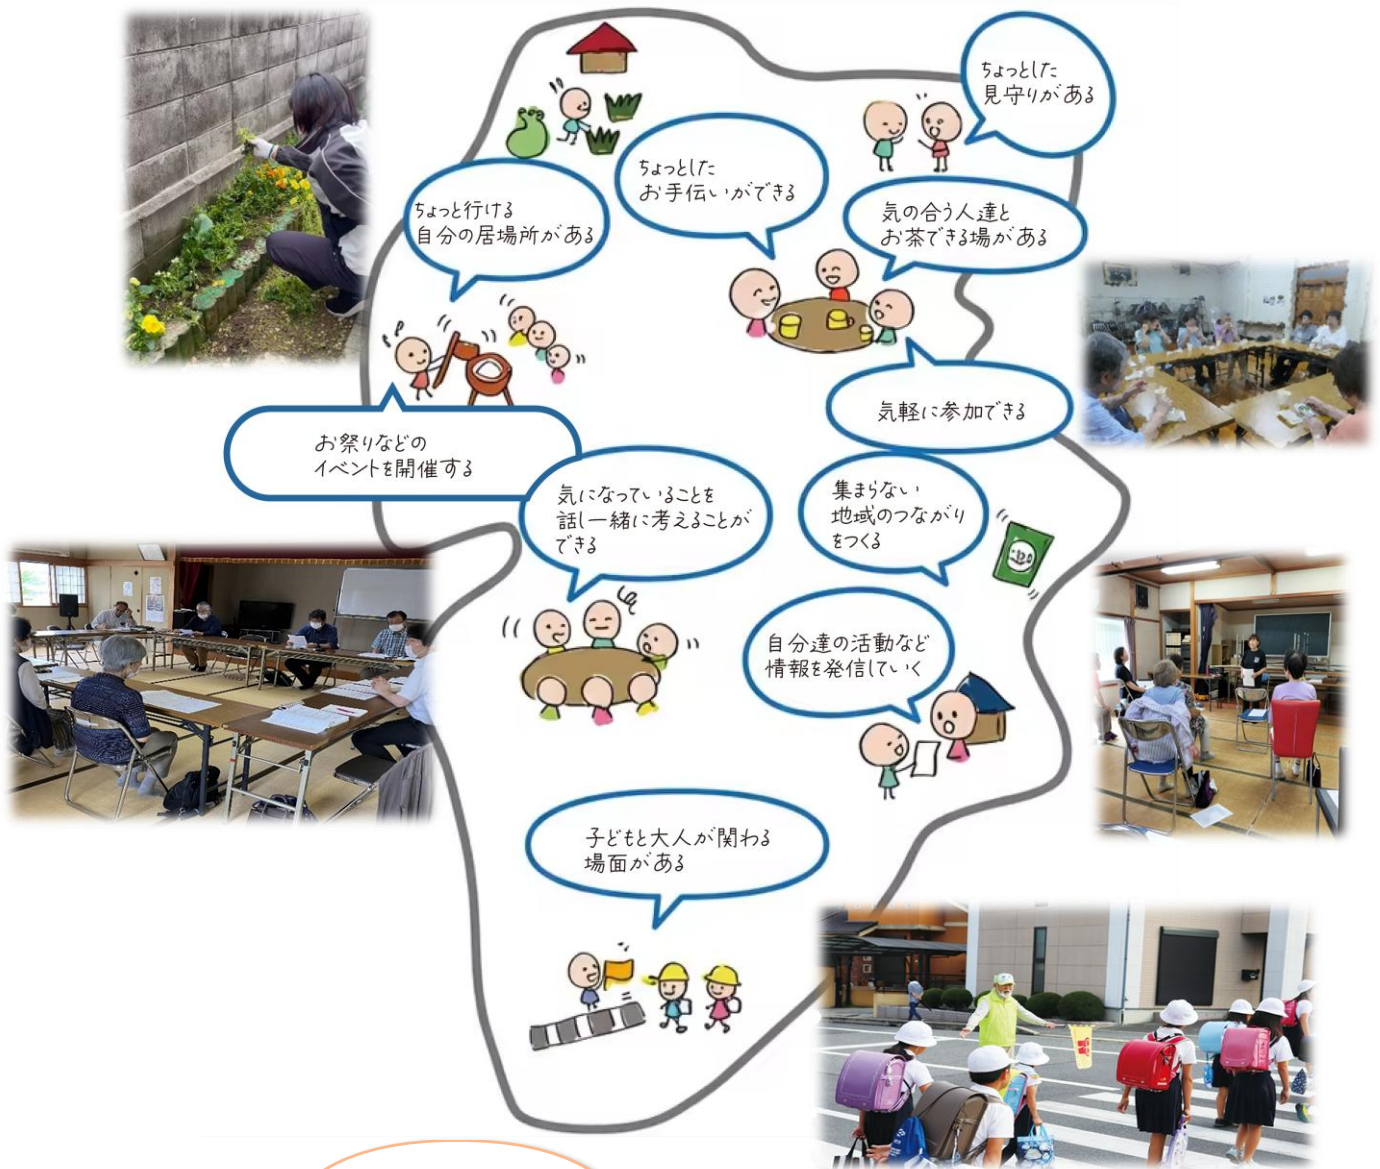 ちょっとした
見守りがある
ちょっとした
お手伝いができる
ちょっと行ける
自分の居場所がある
気の合う人達と
お茶できる場がある
気軽に参加できる
お祭りなどの
イベントを開催する
気になっていることを
話し一緒に考えることが
できる
集まらない
地域のつながり
をつくる
自分達の活動など
情報を発信していく
子どもと大人が関わる
場面がある